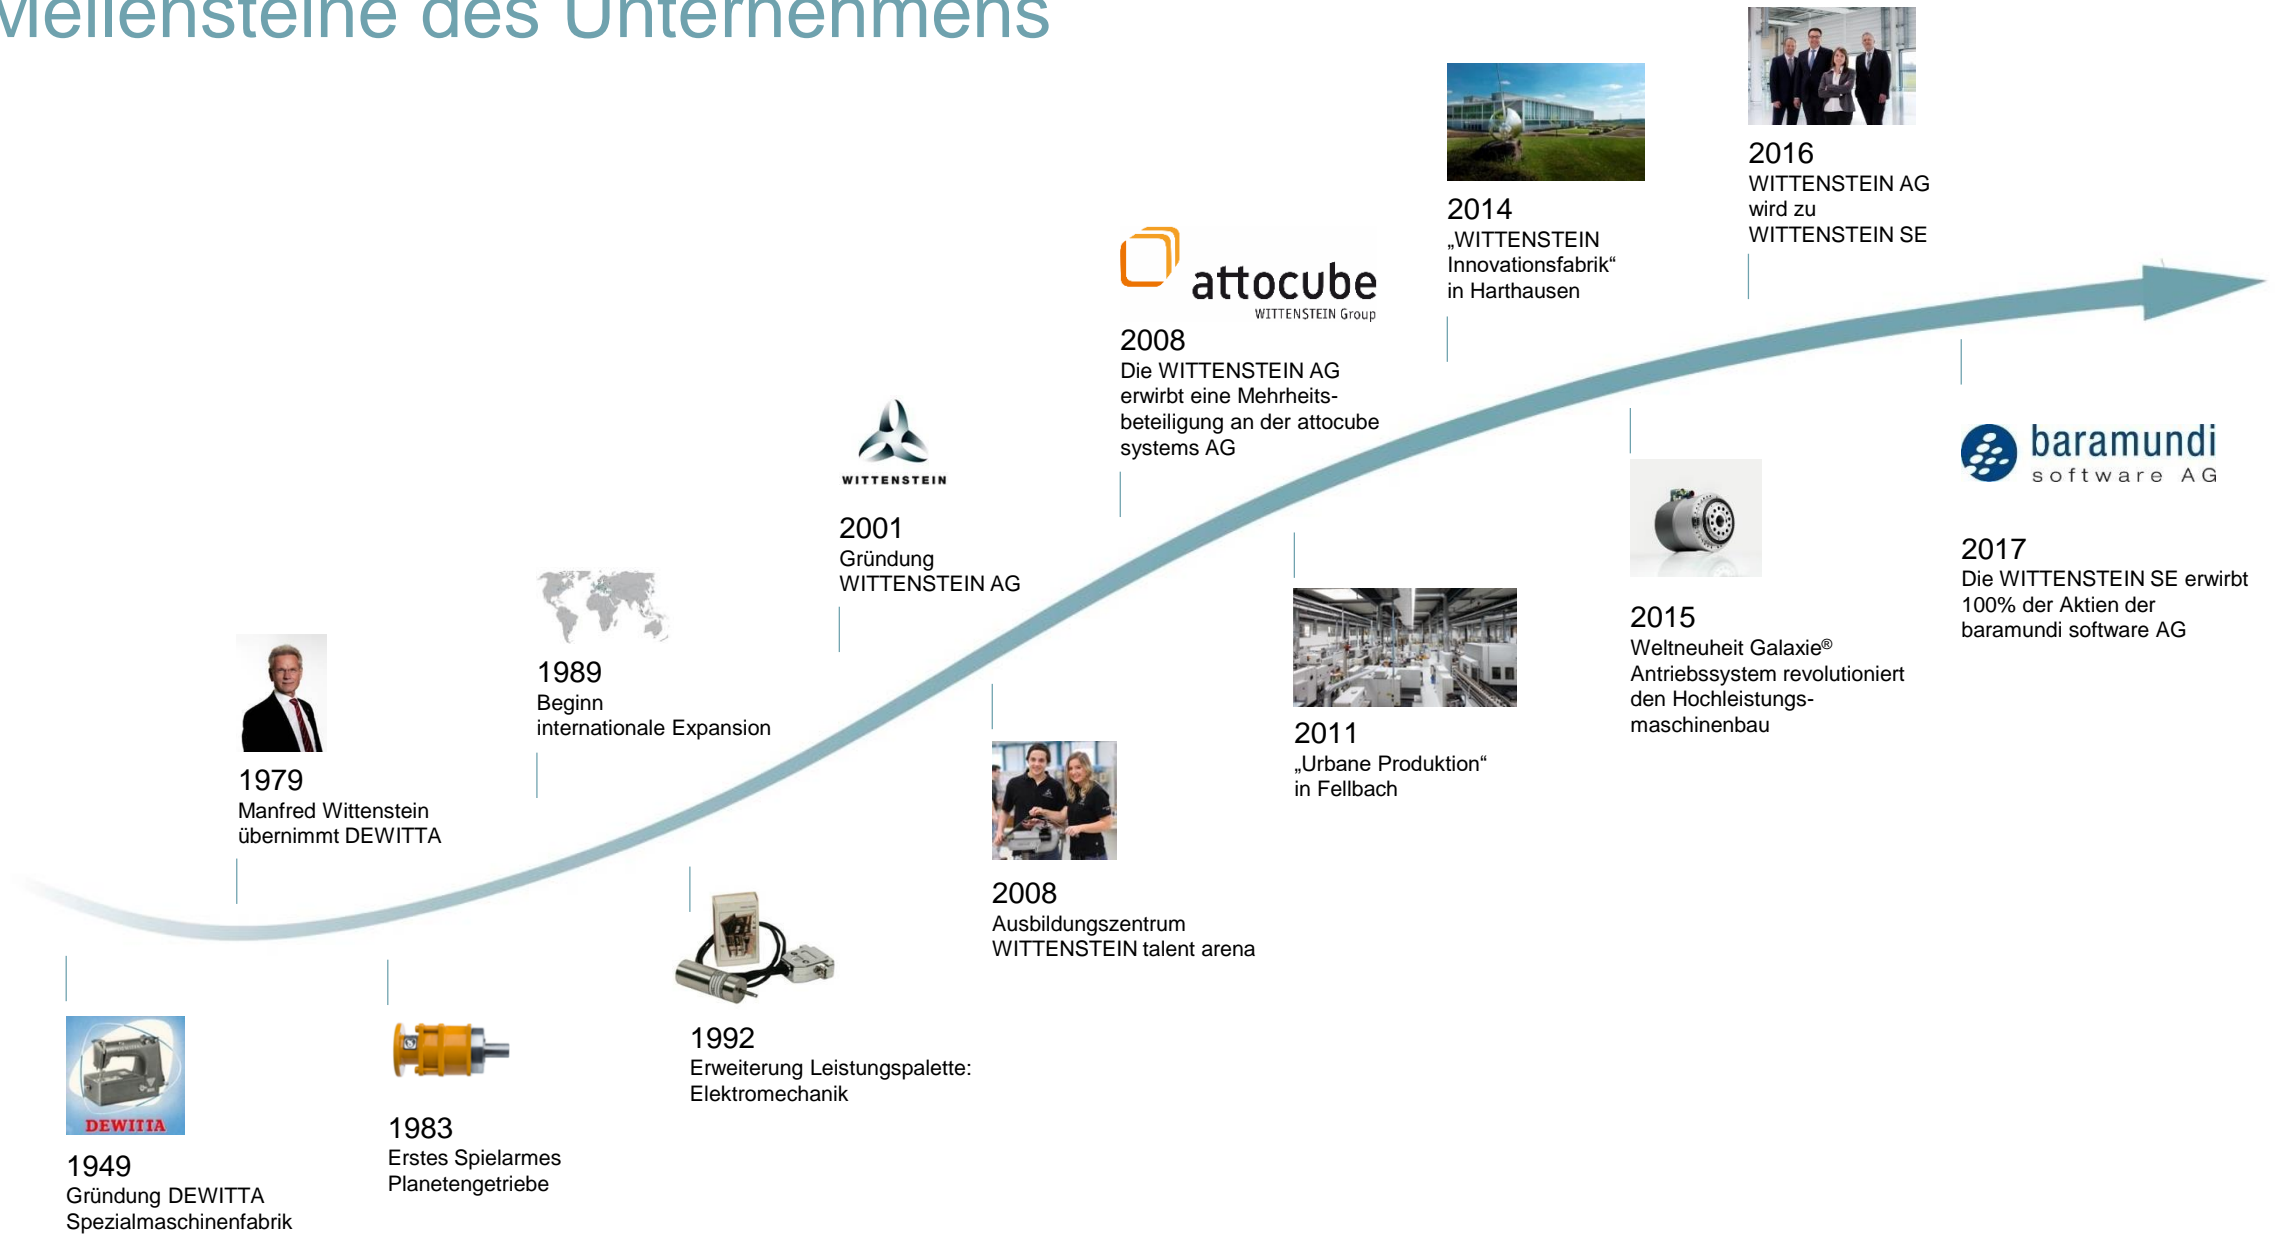 Meilensteine des Unternehmens
DEWITTA
1949
Gründung DEWITTA
Spezialmaschinenfabrik
1979
Manfred Wittenstein
übernimmt DEWITTA
1983
Erstes Spielarmes
Planetengetriebe
1989
Beginn
internationale Expansion
1992
Erweiterung Leistungspalette:
Elektromechanik
WITTENSTEIN
2001
Gründung
WITTENSTEIN AG
2008
Ausbildungszentrum
WITTENSTEIN talent arena
attocube
WITTENSTEIN Group
2008
Die WITTENSTEIN AG
erwirbt eine Mehrheits-
beteiligung an der attocube
systems AG
2011
„Urbane Produktion“
in Fellbach
2014
„WITTENSTEIN
Innovationsfabrik“
in Harthausen
2015
Weltneuheit Galaxie®
Antriebssystem revolutioniert
den Hochleistungs-
maschinenbau
2016
WITTENSTEIN AG
wird zu
WITTENSTEIN SE
baramundi
software AG
2017
Die WITTENSTEIN SE erwirbt
100% der Aktien der
baramundi software AG